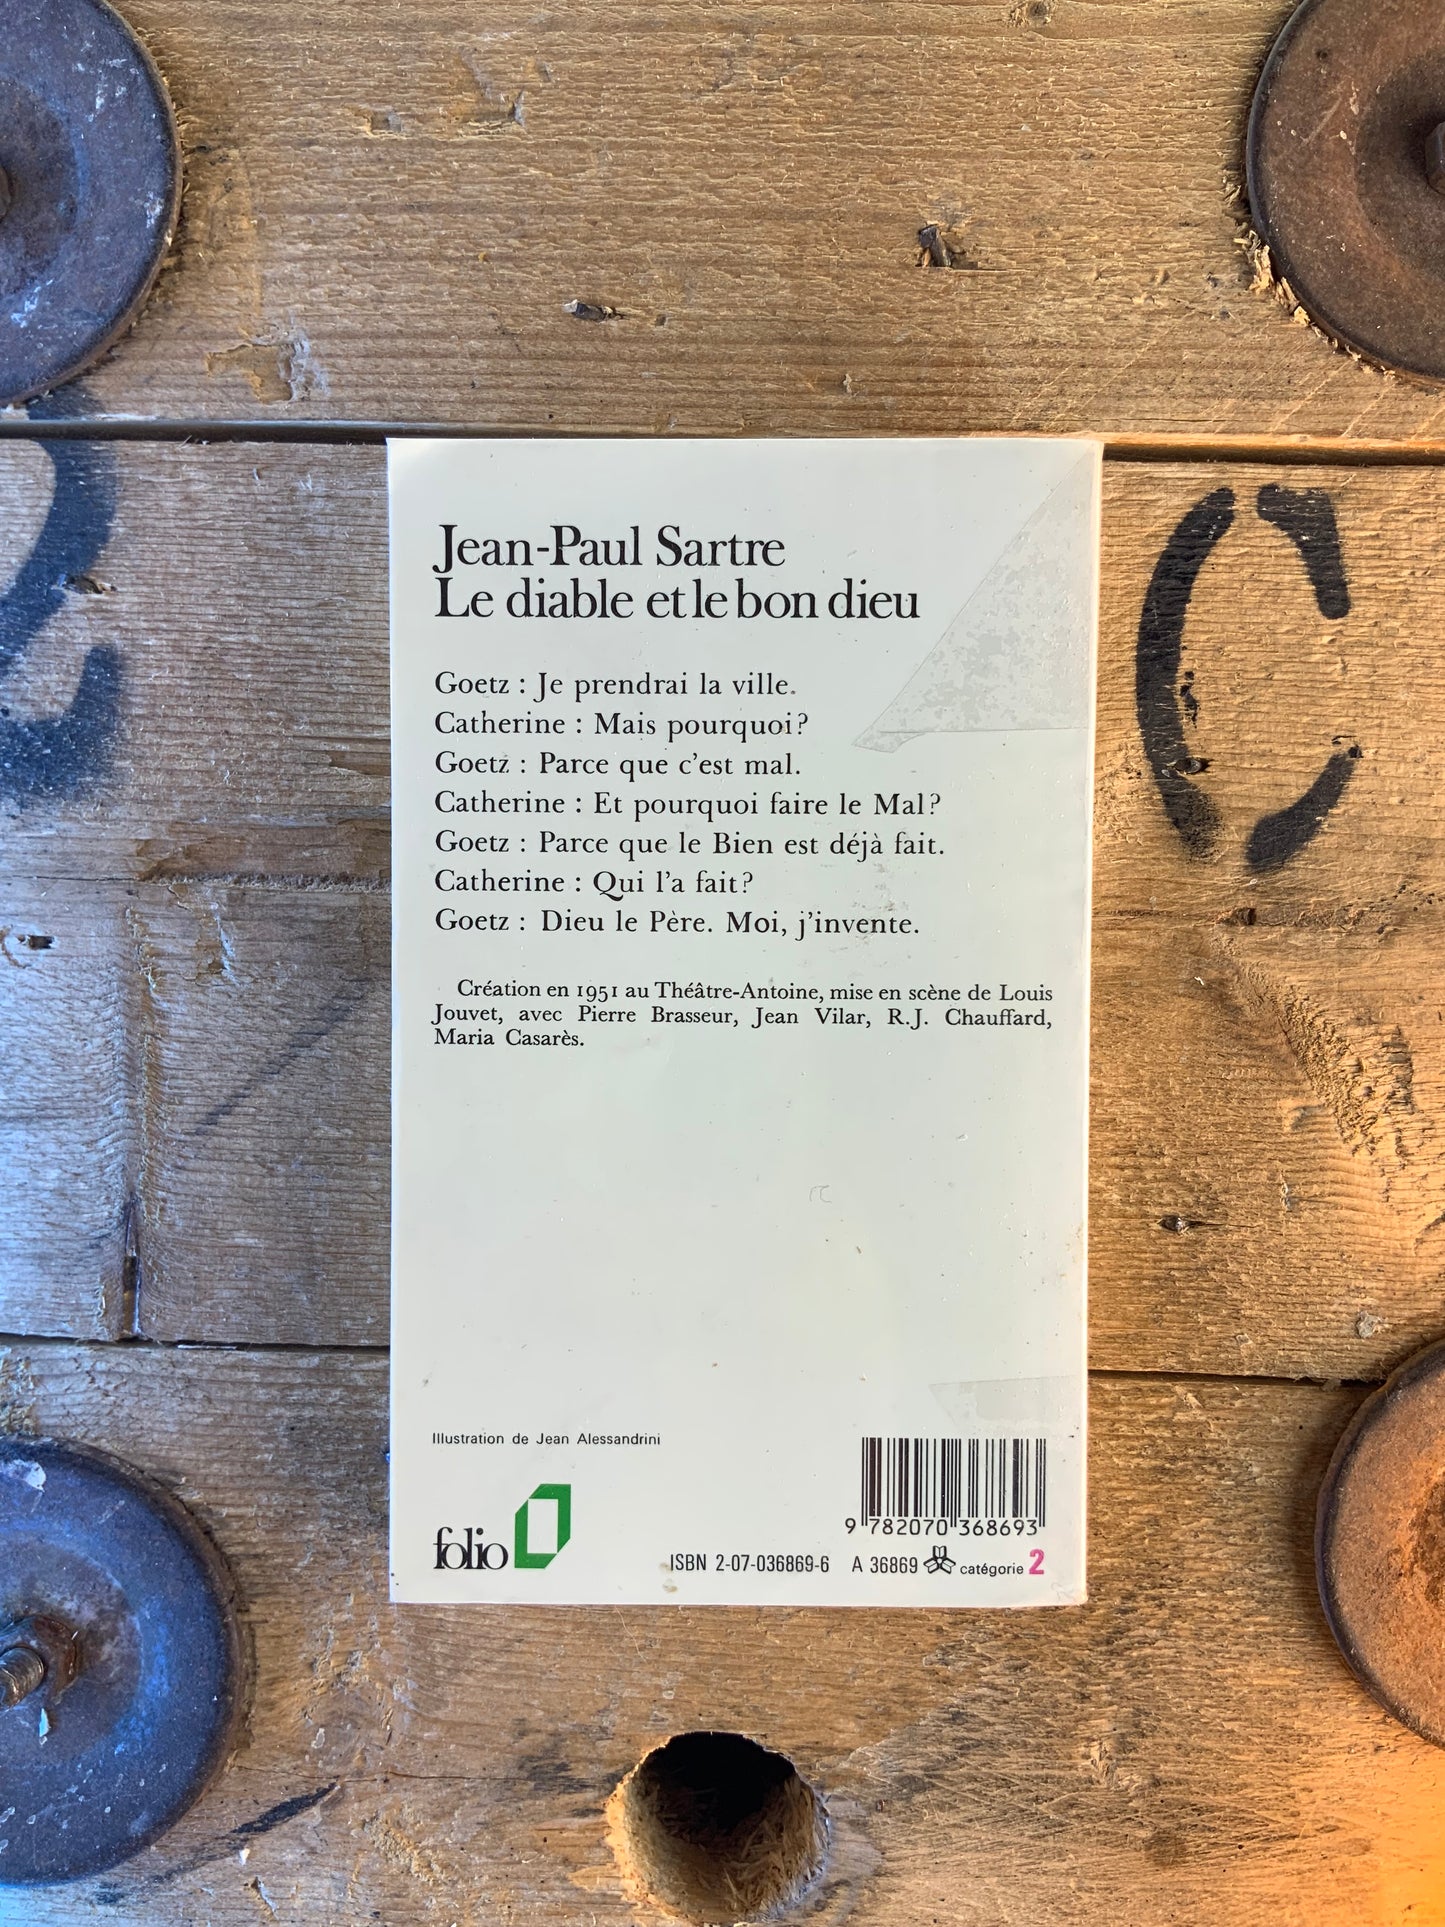 Jean-Paul Sartre
Le diable et le bon dieu
Goetz : Je prendrai la ville.
Catherine : Mais pourquoi?
Goetz : Parce que c'est mal.
Catherine : Et pourquoi faire le Mal?
Goetz : Parce que le Bien est déjà fait.
Catherine : Qui l'a fait?
Goetz : Dieu le Père. Moi, j'invente.
Création en 1951 au Théâtre-Antoine, mise en scène de Louis
Jouvet, avec Pierre Brasseur, Jean Vilar, R.J. Chauffard,
Maria Casarès.
Illustration de Jean Alessandrini
folio
9 782070 368693
ISBN 2-07-036869-6 A 36869 catégorie 2
C